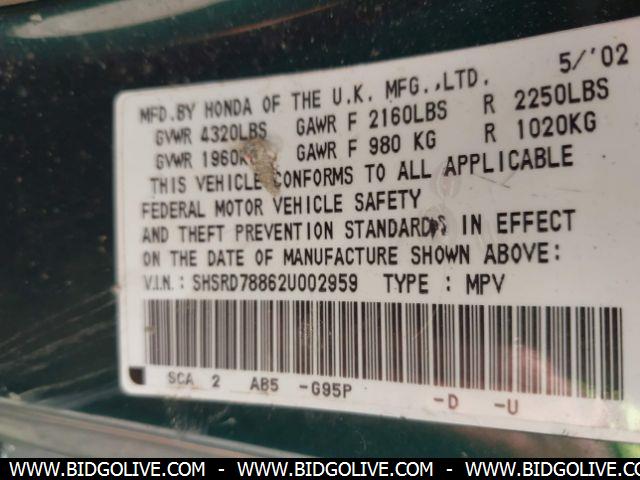 5/'02
MFD.BY HONDA OF THE U.K. MFG.,LTD.
GVWR 4320LBS GAWR F 2160LBS R 2250LBS
GVWR 1960KG GAWR F 980 KG R 1020KG
THIS VEHICLE CONFORMS TO ALL APPLICABLE
FEDERAL MOTOR VEHICLE SAFETY
AND THEFT PREVENTION STANDARDS IN EFFECT
ON THE DATE OF MANUFACTURE SHOWN ABOVE:
V.I.N.: SHSRD78862U002959 TYPE : MPV
SCA 2 AB5 -G95P -D -U
WWW.BIDGOLIVE.COM WWW.BIDGOLIVE.COM WWW.BIDGOLIVE.COM